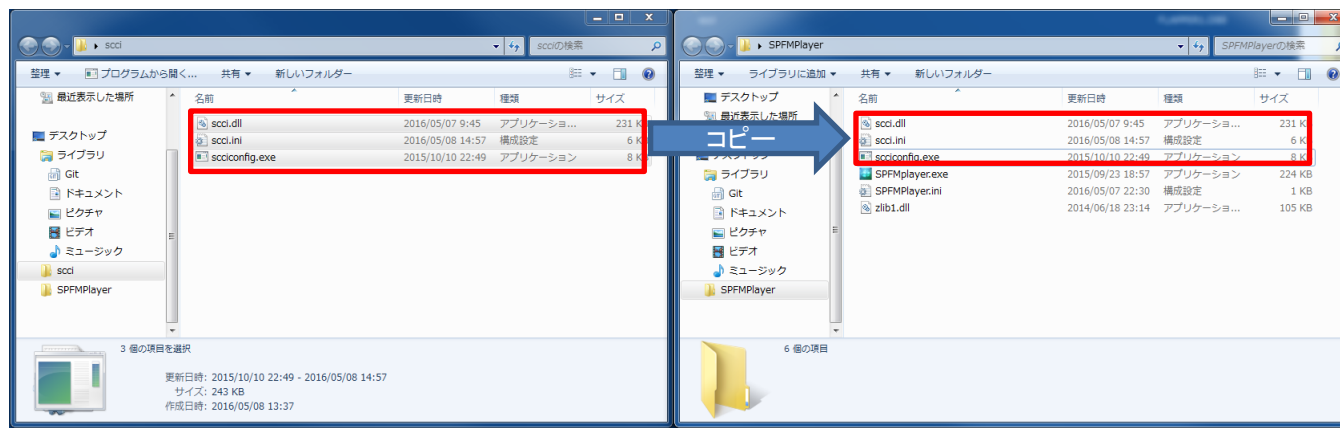 scci
scciの検索
整理 プログラムから開く... 共有 新しいフォルダー
最近表示した場所
デスクトップ
ライブラリ
Git
ドキュメント
ピクチャ
ビデオ
ミュージック
scci
SPFMPlayer
名前 更新日時 種類 サイズ
scci.dll 2016/05/07 9:45 アプリケーショ... 231 K
scci.ini 2016/05/08 14:57 構成設定 6 K
scciconfig.exe 2015/10/10 22:49 アプリケーション 8 K
3 個の項目を選択
更新日時: 2015/10/10 22:49 - 2016/05/08 14:57
サイズ: 243 KB
作成日時: 2016/05/08 13:37
コピー
SPFMPlayer
SPFMPlayerの検索
整理 ライブラリに追加 共有 新しいフォルダー
デスクトップ
最近表示した場所
デスクトップ
ライブラリ
Git
ドキュメント
ピクチャ
ビデオ
ミュージック
SPFMPlayer
名前 更新日時 種類 サイズ
scci.dll 2016/05/07 9:45 アプリケーショ... 231 K
scci.ini 2016/05/08 14:57 構成設定 6 K
scciconfig.exe 2015/10/10 22:49 アプリケーション 8 KB
SPFMplayer.exe 2015/09/23 18:57 アプリケーション 224 KB
SPFMPlayer.ini 2016/05/07 22:30 構成設定 1 KB
zlib1.dll 2014/06/18 23:14 アプリケーショ... 105 KB
6 個の項目